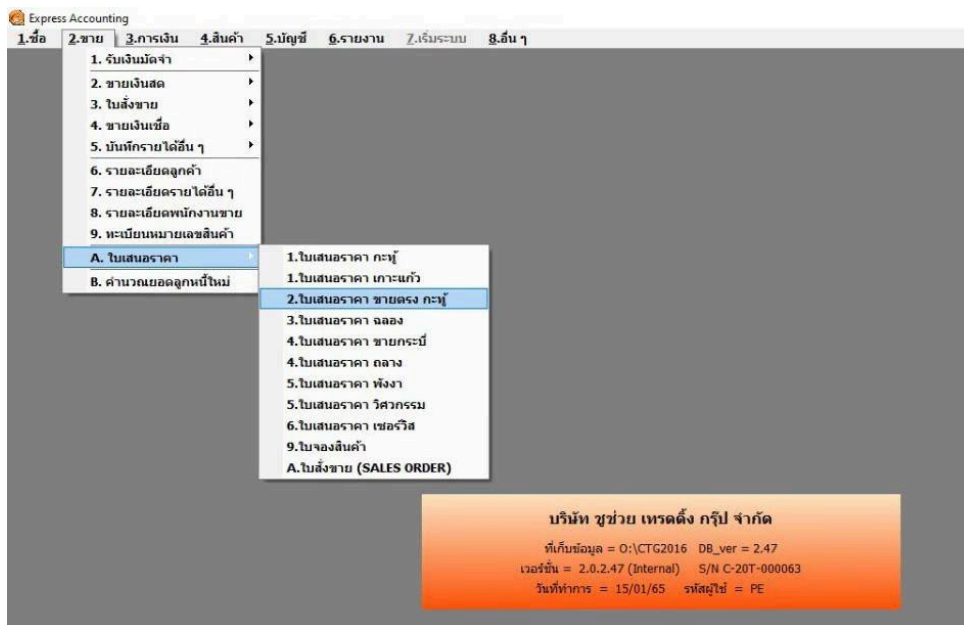 Express Accounting
1.ซื้อ 2.ขาย 3.การเงิน 4.สินค้า 5.บัญชี 6.รายงาน 7.เริ่มระบบ 8.อื่น ๆ
1. รับเงินมัดจำ
2. ขายเงินสด
3. ใบสั่งขาย
4. ขายเงินเชื่อ
5. บันทึกรายได้อื่น ๆ
6. รายละเอียดลูกค้า
7. รายละเอียดรายได้อื่น ๆ
8. รายละเอียดพนักงานขาย
9. ทะเบียนหมายเลขสินค้า
A. ใบเสนอราคา
B. คำนวณยอดลูกหนี้ใหม่
1.ใบเสนอราคา กะทู้
1.ใบเสนอราคา เกาะแก้ว
2.ใบเสนอราคา ขายตรง กะทู้
3.ใบเสนอราคา ฉลอง
4.ใบเสนอราคา ขายกระบี่
4.ใบเสนอราคา ถลาง
5.ใบเสนอราคา พังงา
5.ใบเสนอราคา วิศวกรรม
6.ใบเสนอราคา เซอร์วิส
9.ใบจองสินค้า
A.ใบสั่งขาย (SALES ORDER)
บริษัท ชูช่วย เทรดดิ้ง กรุ๊ป จำกัด
ที่เก็บข้อมูล = O:\CTG2016 DB_ver = 2.47
เวอร์ชั่น = 2.0.2.47 (Internal) S/N C-20T-000063
วันที่ทำการ = 15/01/65 รหัสผู้ใช้ = PE